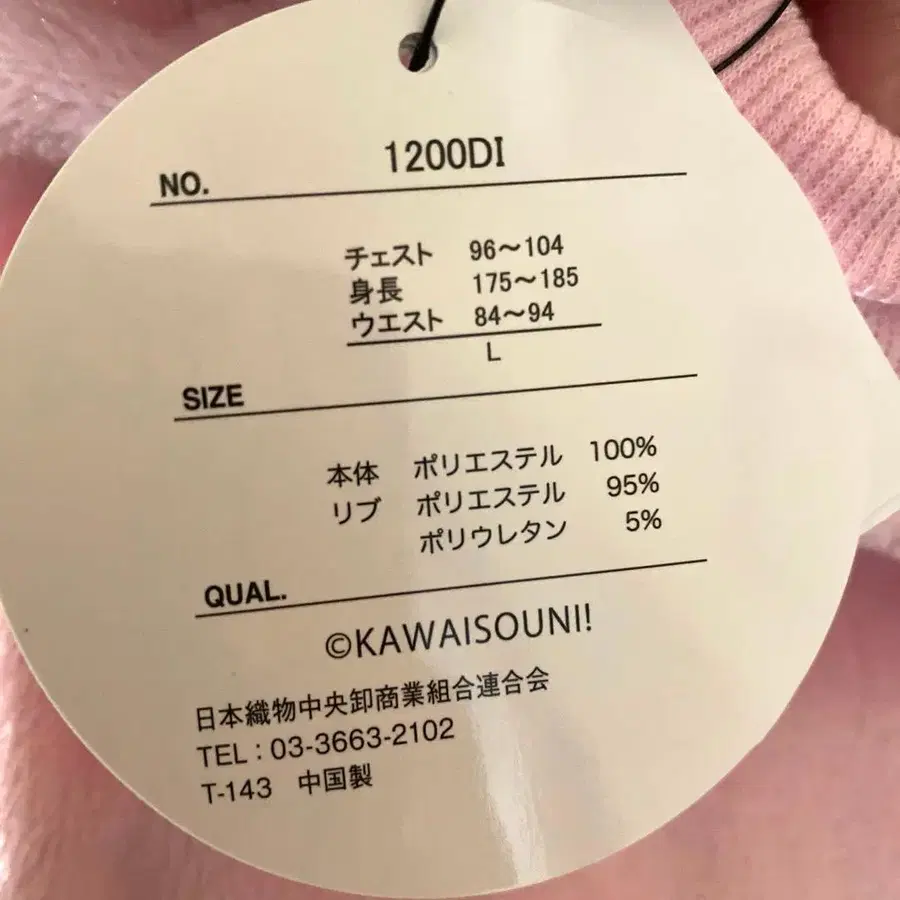 NO. 1200DI
チェスト 96～104
身長 175～185
ウエスト 84～94
L
SIZE
本体 ポリエステル 100%
リブ ポリエステル 95%
ポリウレタン 5%
QUAL.
©KAWAISOUNI!
日本織物中央卸商業組合連合会
TEL : 03-3663-2102
T-143 中国製